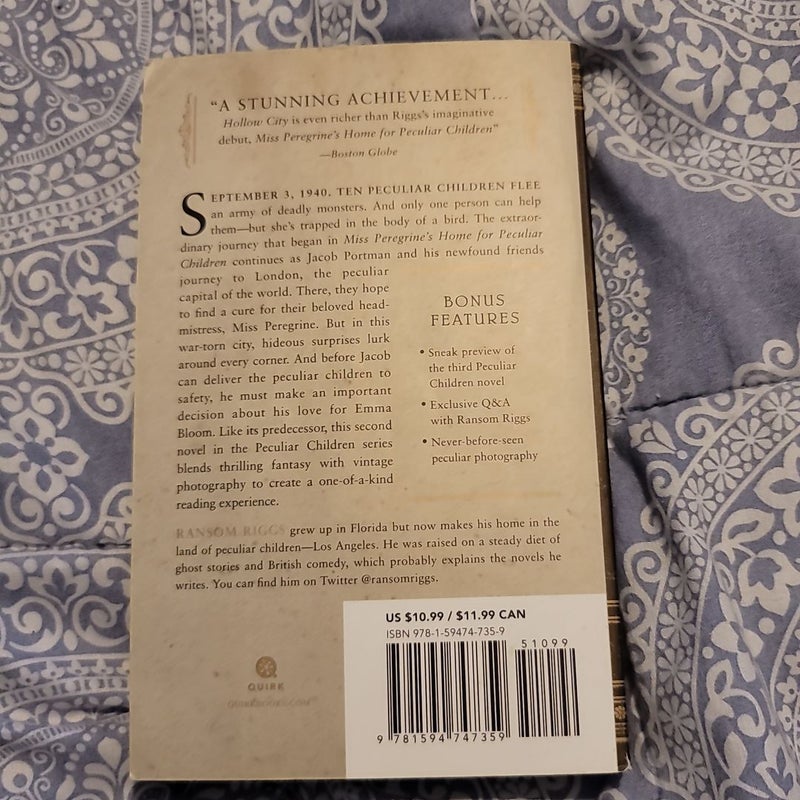 “A STUNNING ACHIEVEMENT...
Hollow City is even richer than Riggs's imaginative
debut, Miss Peregrine's Home for Peculiar Children”
—Boston Globe
SEPTEMBER 3, 1940. TEN PECULIAR CHILDREN FLEE
an army of deadly monsters. And only one person can help
them—but she's trapped in the body of a bird. The extraor-
dinary journey that began in Miss Peregrine's Home for Peculiar
Children continues as Jacob Portman and his newfound friends
journey to London, the peculiar
capital of the world. There, they hope
to find a cure for their beloved head-
mistress, Miss Peregrine. But in this
war-torn city, hideous surprises lurk
around every corner. And before Jacob
can deliver the peculiar children to
safety, he must make an important
decision about his love for Emma
Bloom. Like its predecessor, this second
novel in the Peculiar Children series
blends thrilling fantasy with vintage
photography to create a one-of-a-kind
reading experience.
BONUS
FEATURES
• Sneak preview of
the third Peculiar
Children novel
• Exclusive Q&A
with Ransom Riggs
• Never-before-seen
peculiar photography
RANSOM RIGGS grew up in Florida but now makes his home in the
land of peculiar children—Los Angeles. He was raised on a steady diet of
ghost stories and British comedy, which probably explains the novels he
writes. You can find him on Twitter @ransomriggs.
QUIRK
QUIRKBOOKS.COM
US $10.99 / $11.99 CAN
ISBN 978-1-59474-735-9
51099
9 781594 747359